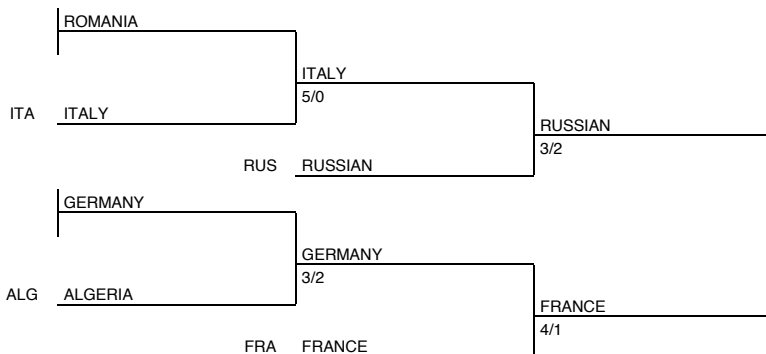 ROMANIA
ITALY
5/0
ITA ITALY
RUSSIAN
3/2
RUS RUSSIAN
GERMANY
GERMANY
3/2
ALG ALGERIA
FRANCE
4/1
FRA FRANCE